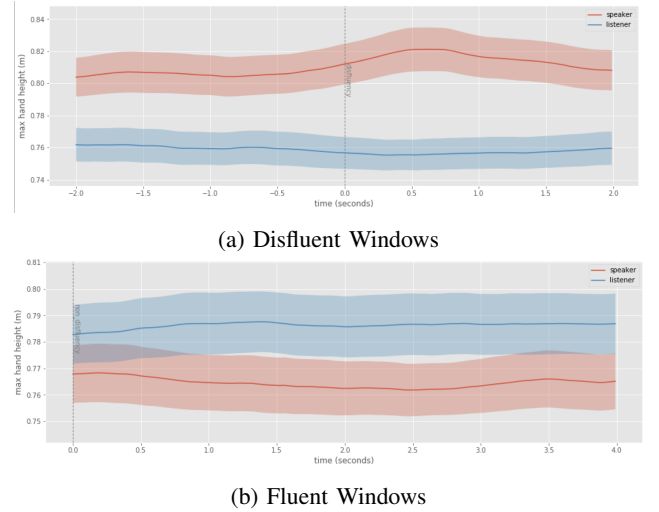 speaker
listener
0.84
0.82
0.80
0.78
0.76
0.74
max hand height (m)
disfluency
−2.0 −1.5 −1.0 −0.5 0.0 0.5 1.0 1.5 2.0
time (seconds)
(a) Disfluent Windows
speaker
listener
0.81
0.80
0.79
0.78
0.77
0.76
0.75
max hand height (m)
non disfluency
0.0 0.5 1.0 1.5 2.0 2.5 3.0 3.5 4.0
time (seconds)
(b) Fluent Windows